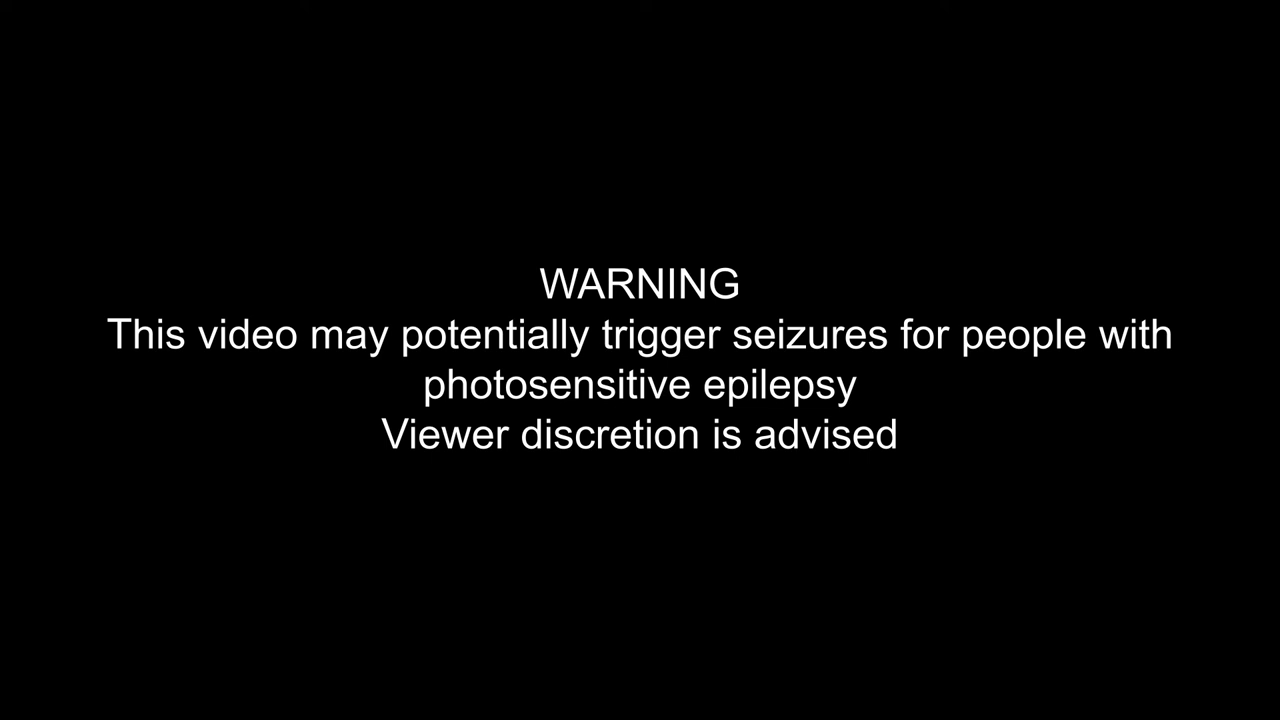 WARNING
This video may potentially trigger seizures for people with
photosensitive epilepsy
Viewer discretion is advised